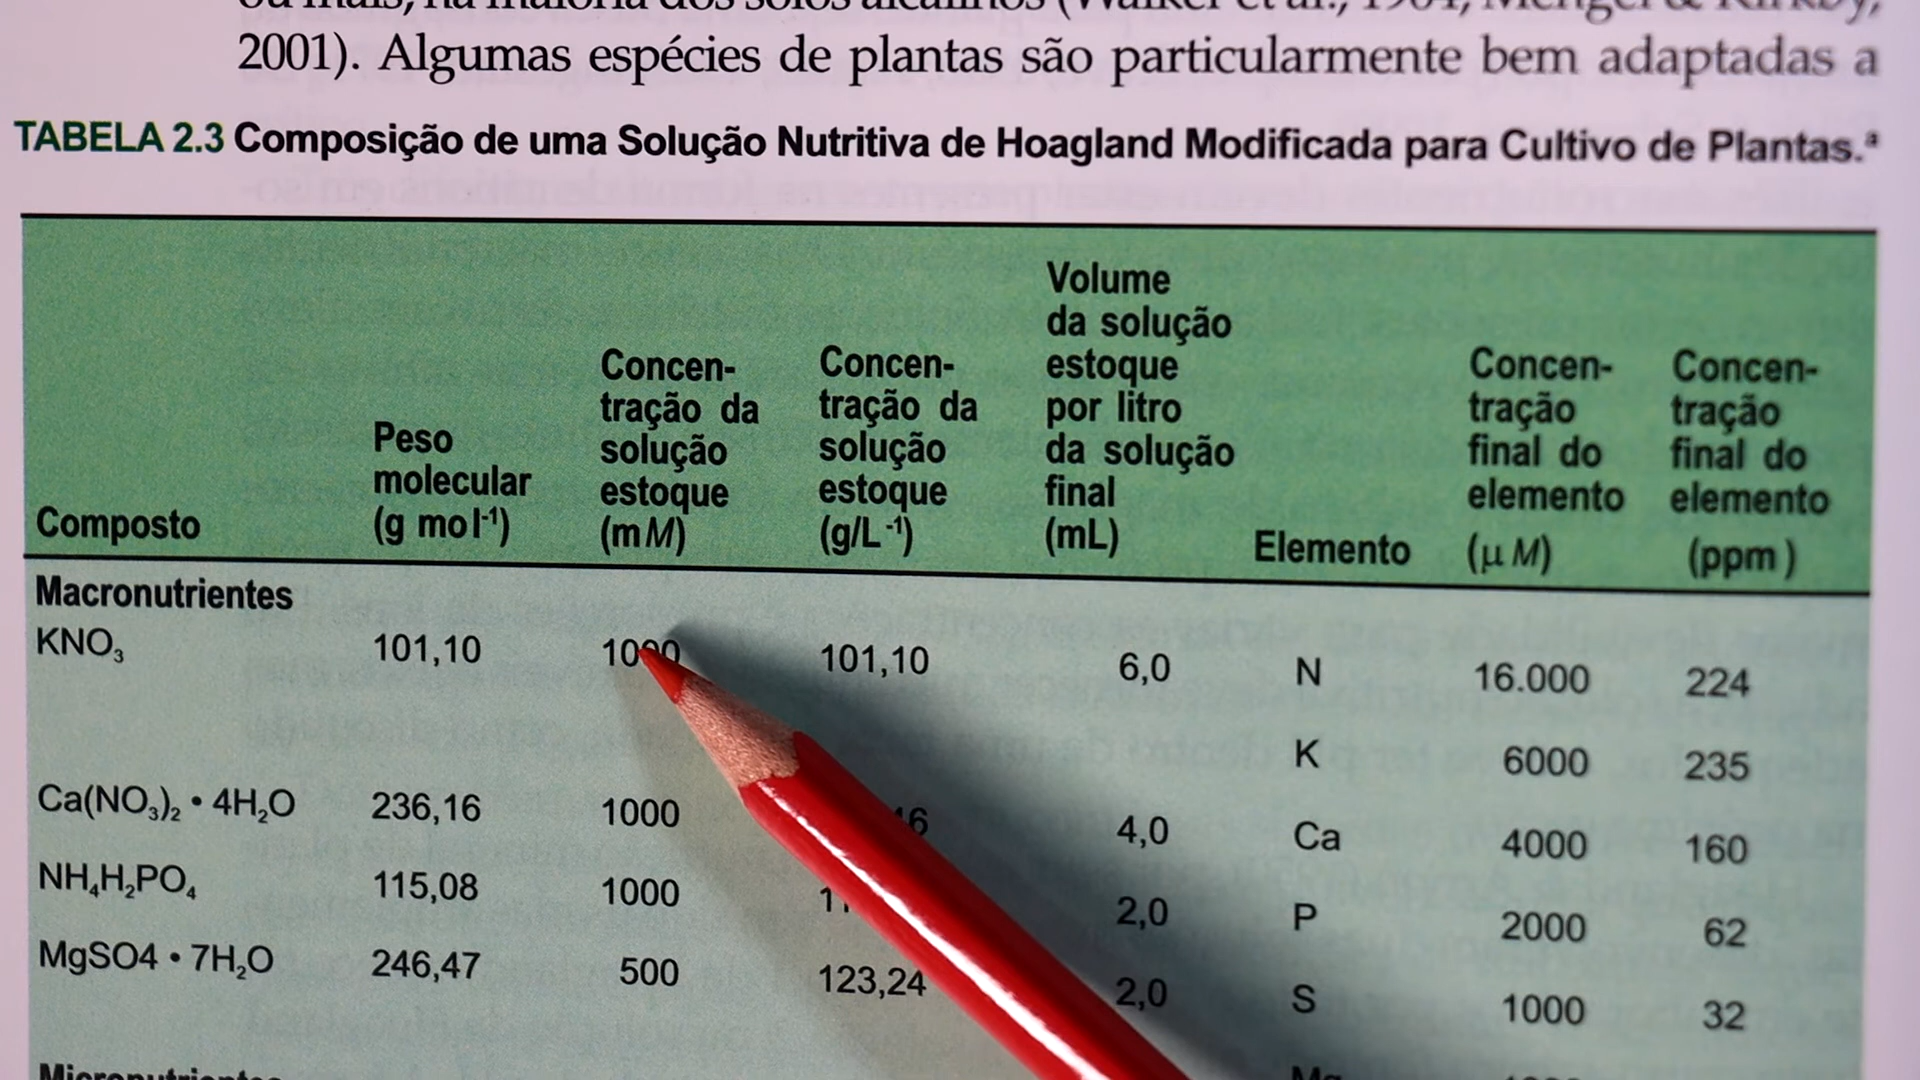 2001). Algumas espécies de plantas são particularmente bem adaptadas a
TABELA 2.3 Composição de uma Solução Nutritiva de Hoagland Modificada para Cultivo de Plantas.ª
Composto
Peso
molecular
(g mol⁻¹)
Concen-
tração da
solução
estoque
(mM)
Concen-
tração da
solução
estoque
(g/L⁻¹)
Volume
da solução
estoque
por litro
da solução
final
(mL)
Elemento
Concen-
tração
final do
elemento
(μM)
Concen-
tração
final do
elemento
(ppm)
Macronutrientes
KNO₃ 101,10 1000 101,10 6,0 N 16.000 224
K 6000 235
Ca(NO₃)₂ • 4H₂O 236,16 1000 4,0 Ca 4000 160
NH₄H₂PO₄ 115,08 1000 2,0 P 2000 62
MgSO4 • 7H₂O 246,47 500 123,24 2,0 S 1000 32